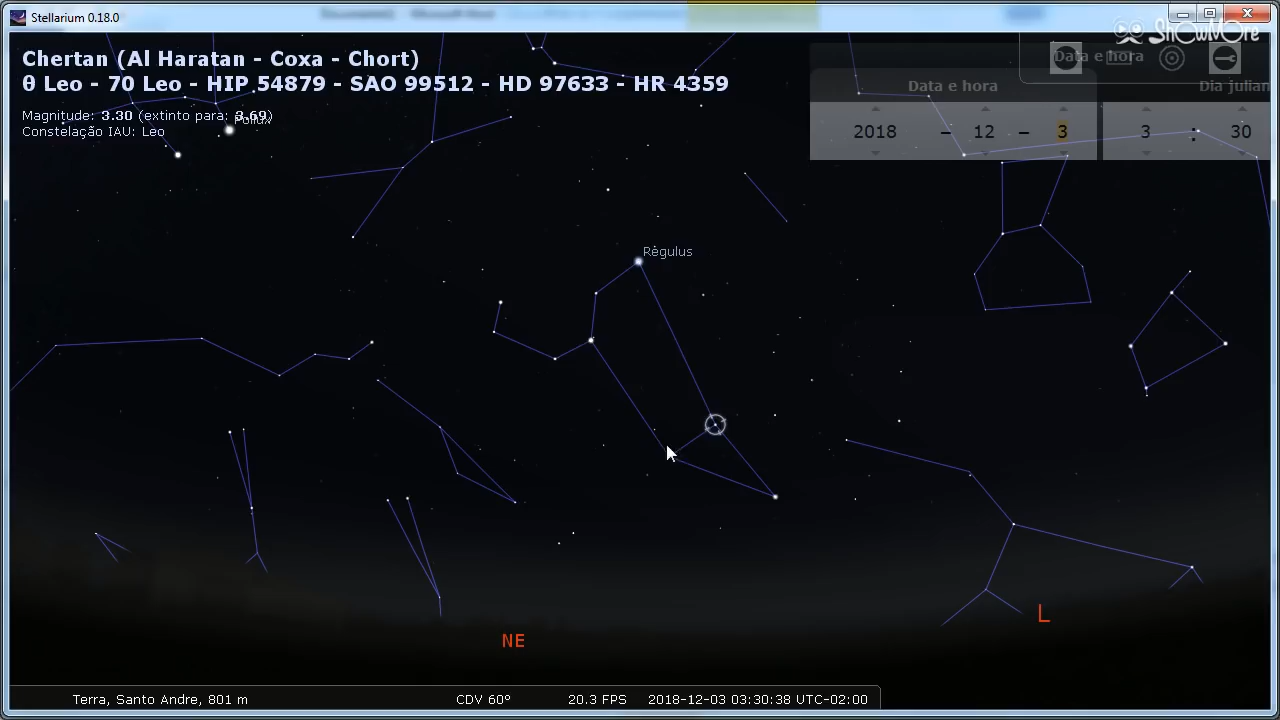 Stellarium 0.18.0
ShowMore
Chertan (Al Haratan - Coxa - Chort)
θ Leo - 70 Leo - HIP 54879 - SAO 99512 - HD 97633 - HR 4359
Magnitude: 3.30 (extinto para: 3.69)
Constelação IAU: Leo
Pollux
Data e hora
Data e hora
Dia julian
2018 - 12 - 3
3 : 30
Régulus
NE
L
Terra, Santo Andre, 801 m
CDV 60°
20.3 FPS
2018-12-03 03:30:38 UTC-02:00